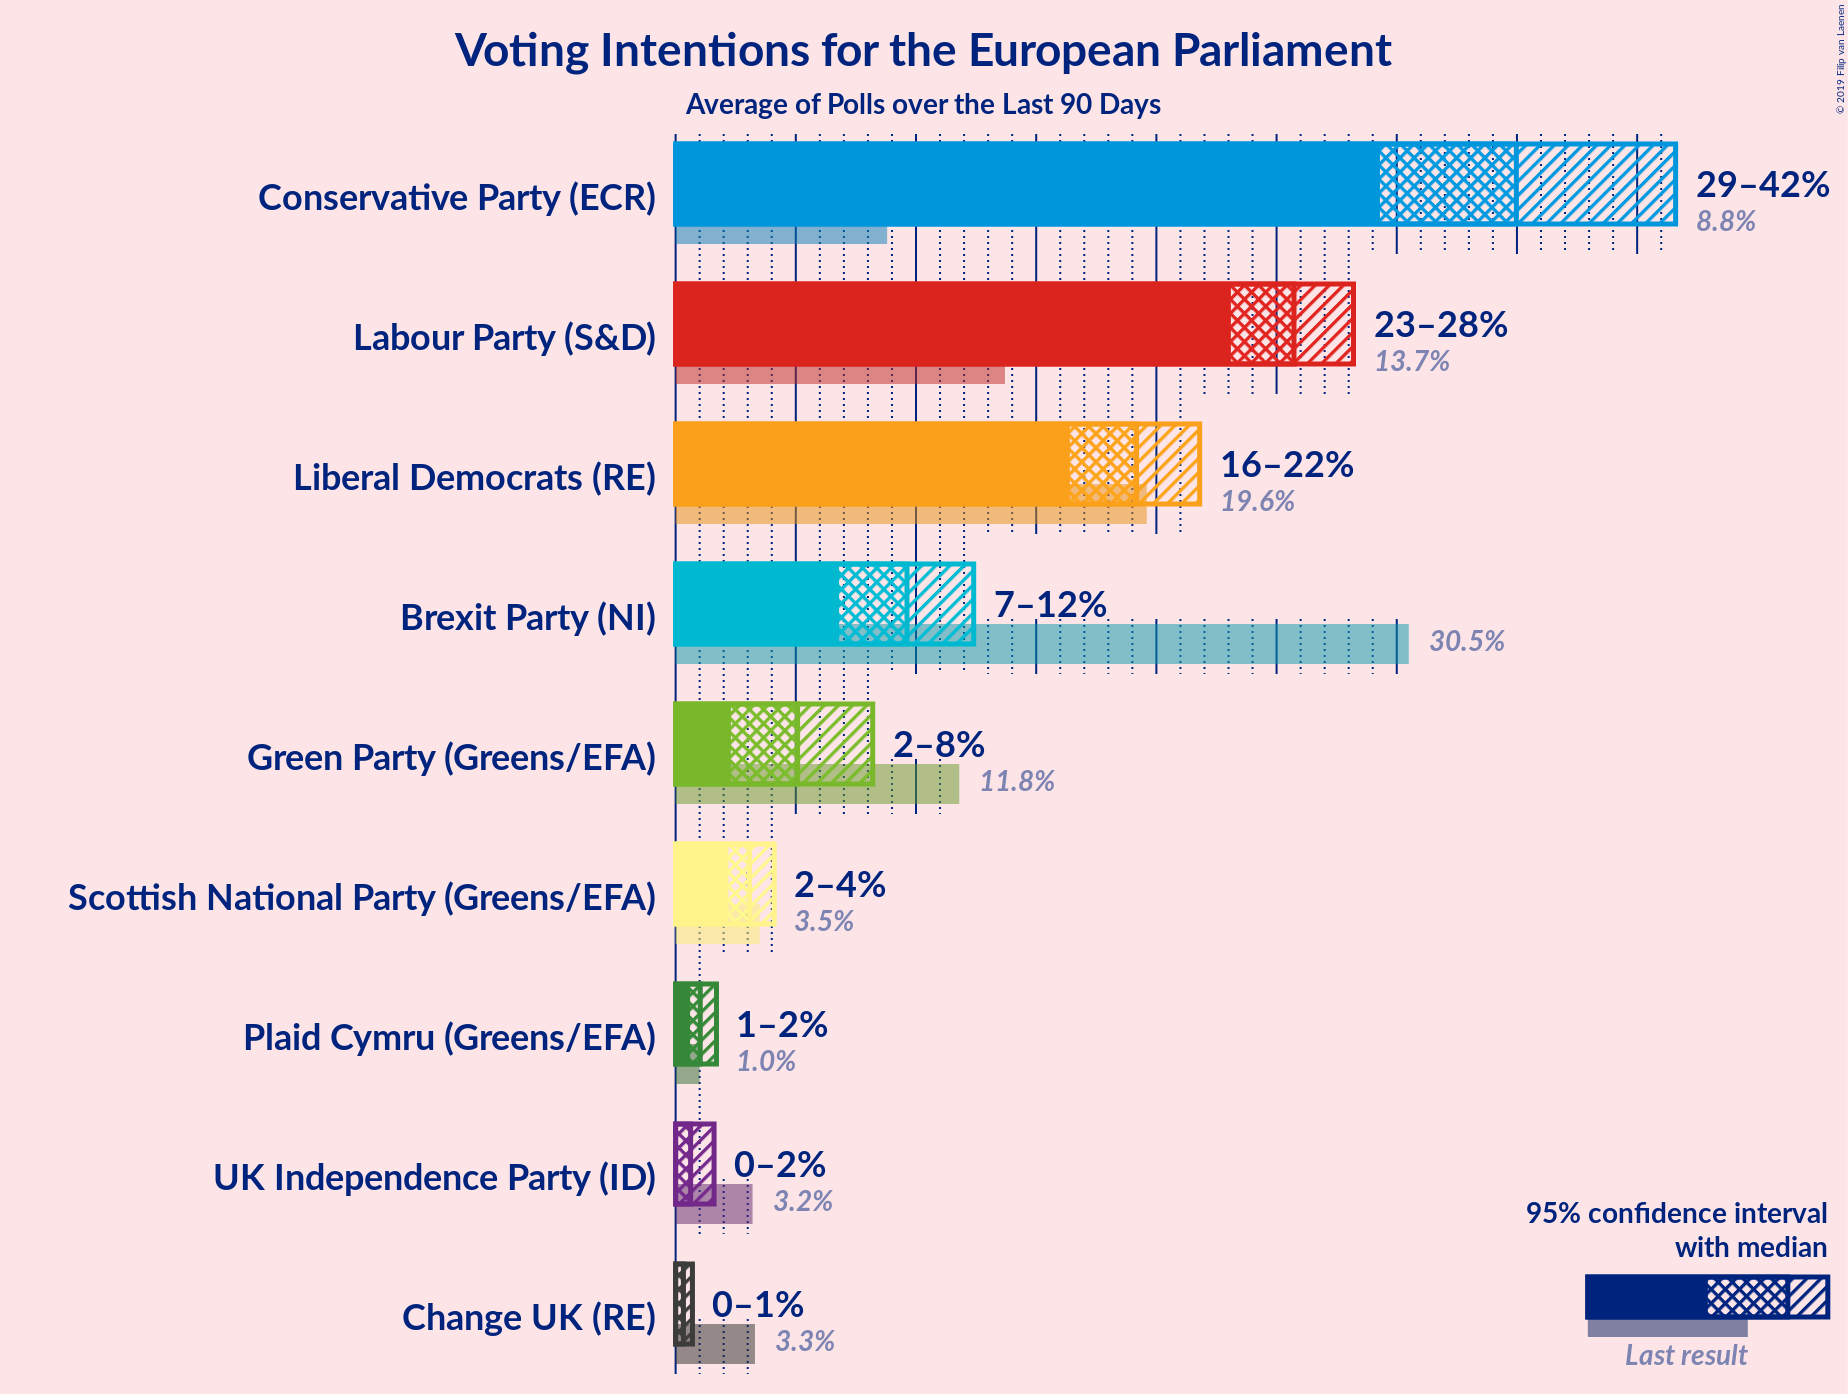 Voting Intentions for the European Parliament
Average of Polls over the Last 90 Days
© 2019 Filip van Laenen
Conservative Party (ECR)
29–42%
8.8%
Labour Party (S&D)
23–28%
13.7%
Liberal Democrats (RE)
16–22%
19.6%
Brexit Party (NI)
7–12%
30.5%
Green Party (Greens/EFA)
2–8%
11.8%
Scottish National Party (Greens/EFA)
2–4%
3.5%
Plaid Cymru (Greens/EFA)
1–2%
1.0%
UK Independence Party (ID)
0–2%
3.2%
Change UK (RE)
0–1%
3.3%
95% confidence interval
with median
Last result